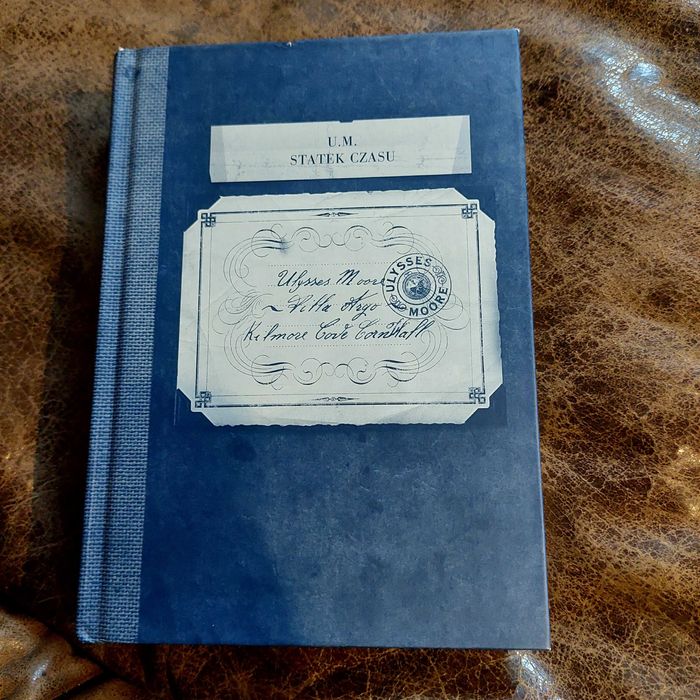 U.M.
STATEK CZASU
Ulysses Moore
Villa Argo
Kilmore Cove Cornwall
ULYSSES
MOORE